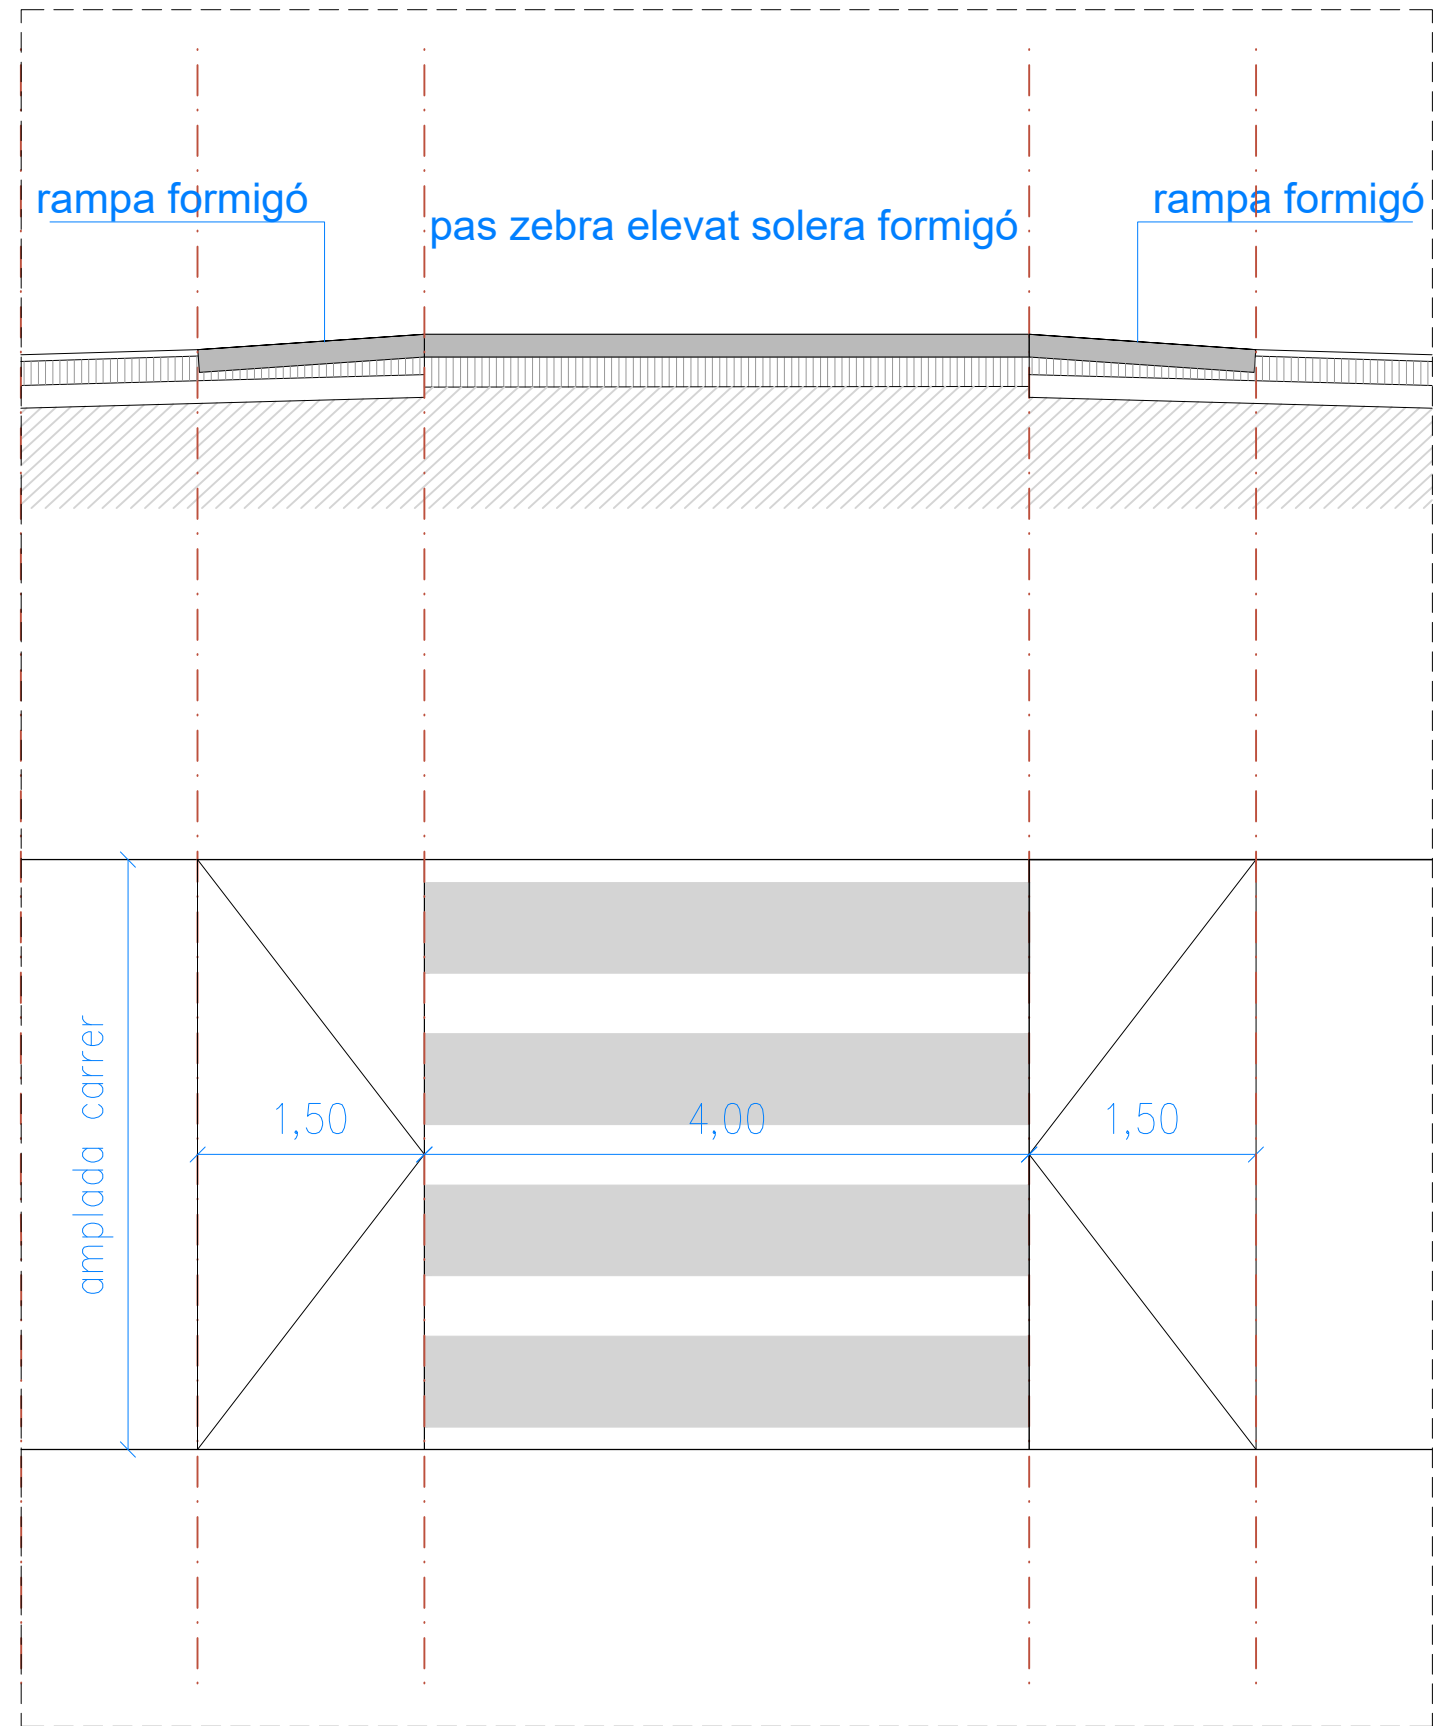 rampa formigó
rampa formigó
pas zebra elevat solera formigó
amplada carrer
1,50
4,00
1,50